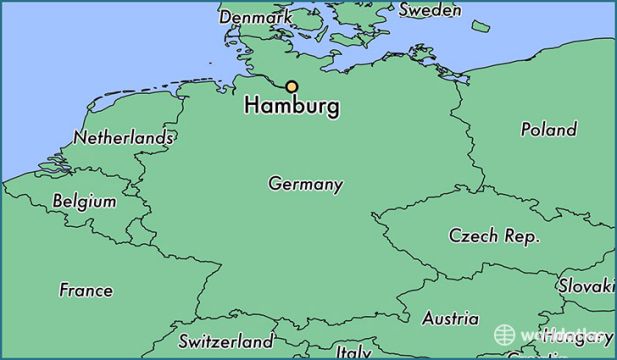 Denmark
Sweden
Hamburg
Netherlands
Poland
Germany
Belgium
Czech Rep.
France
Slovaki
Austria
Switzerland
worldatlas
Hungary
Italy